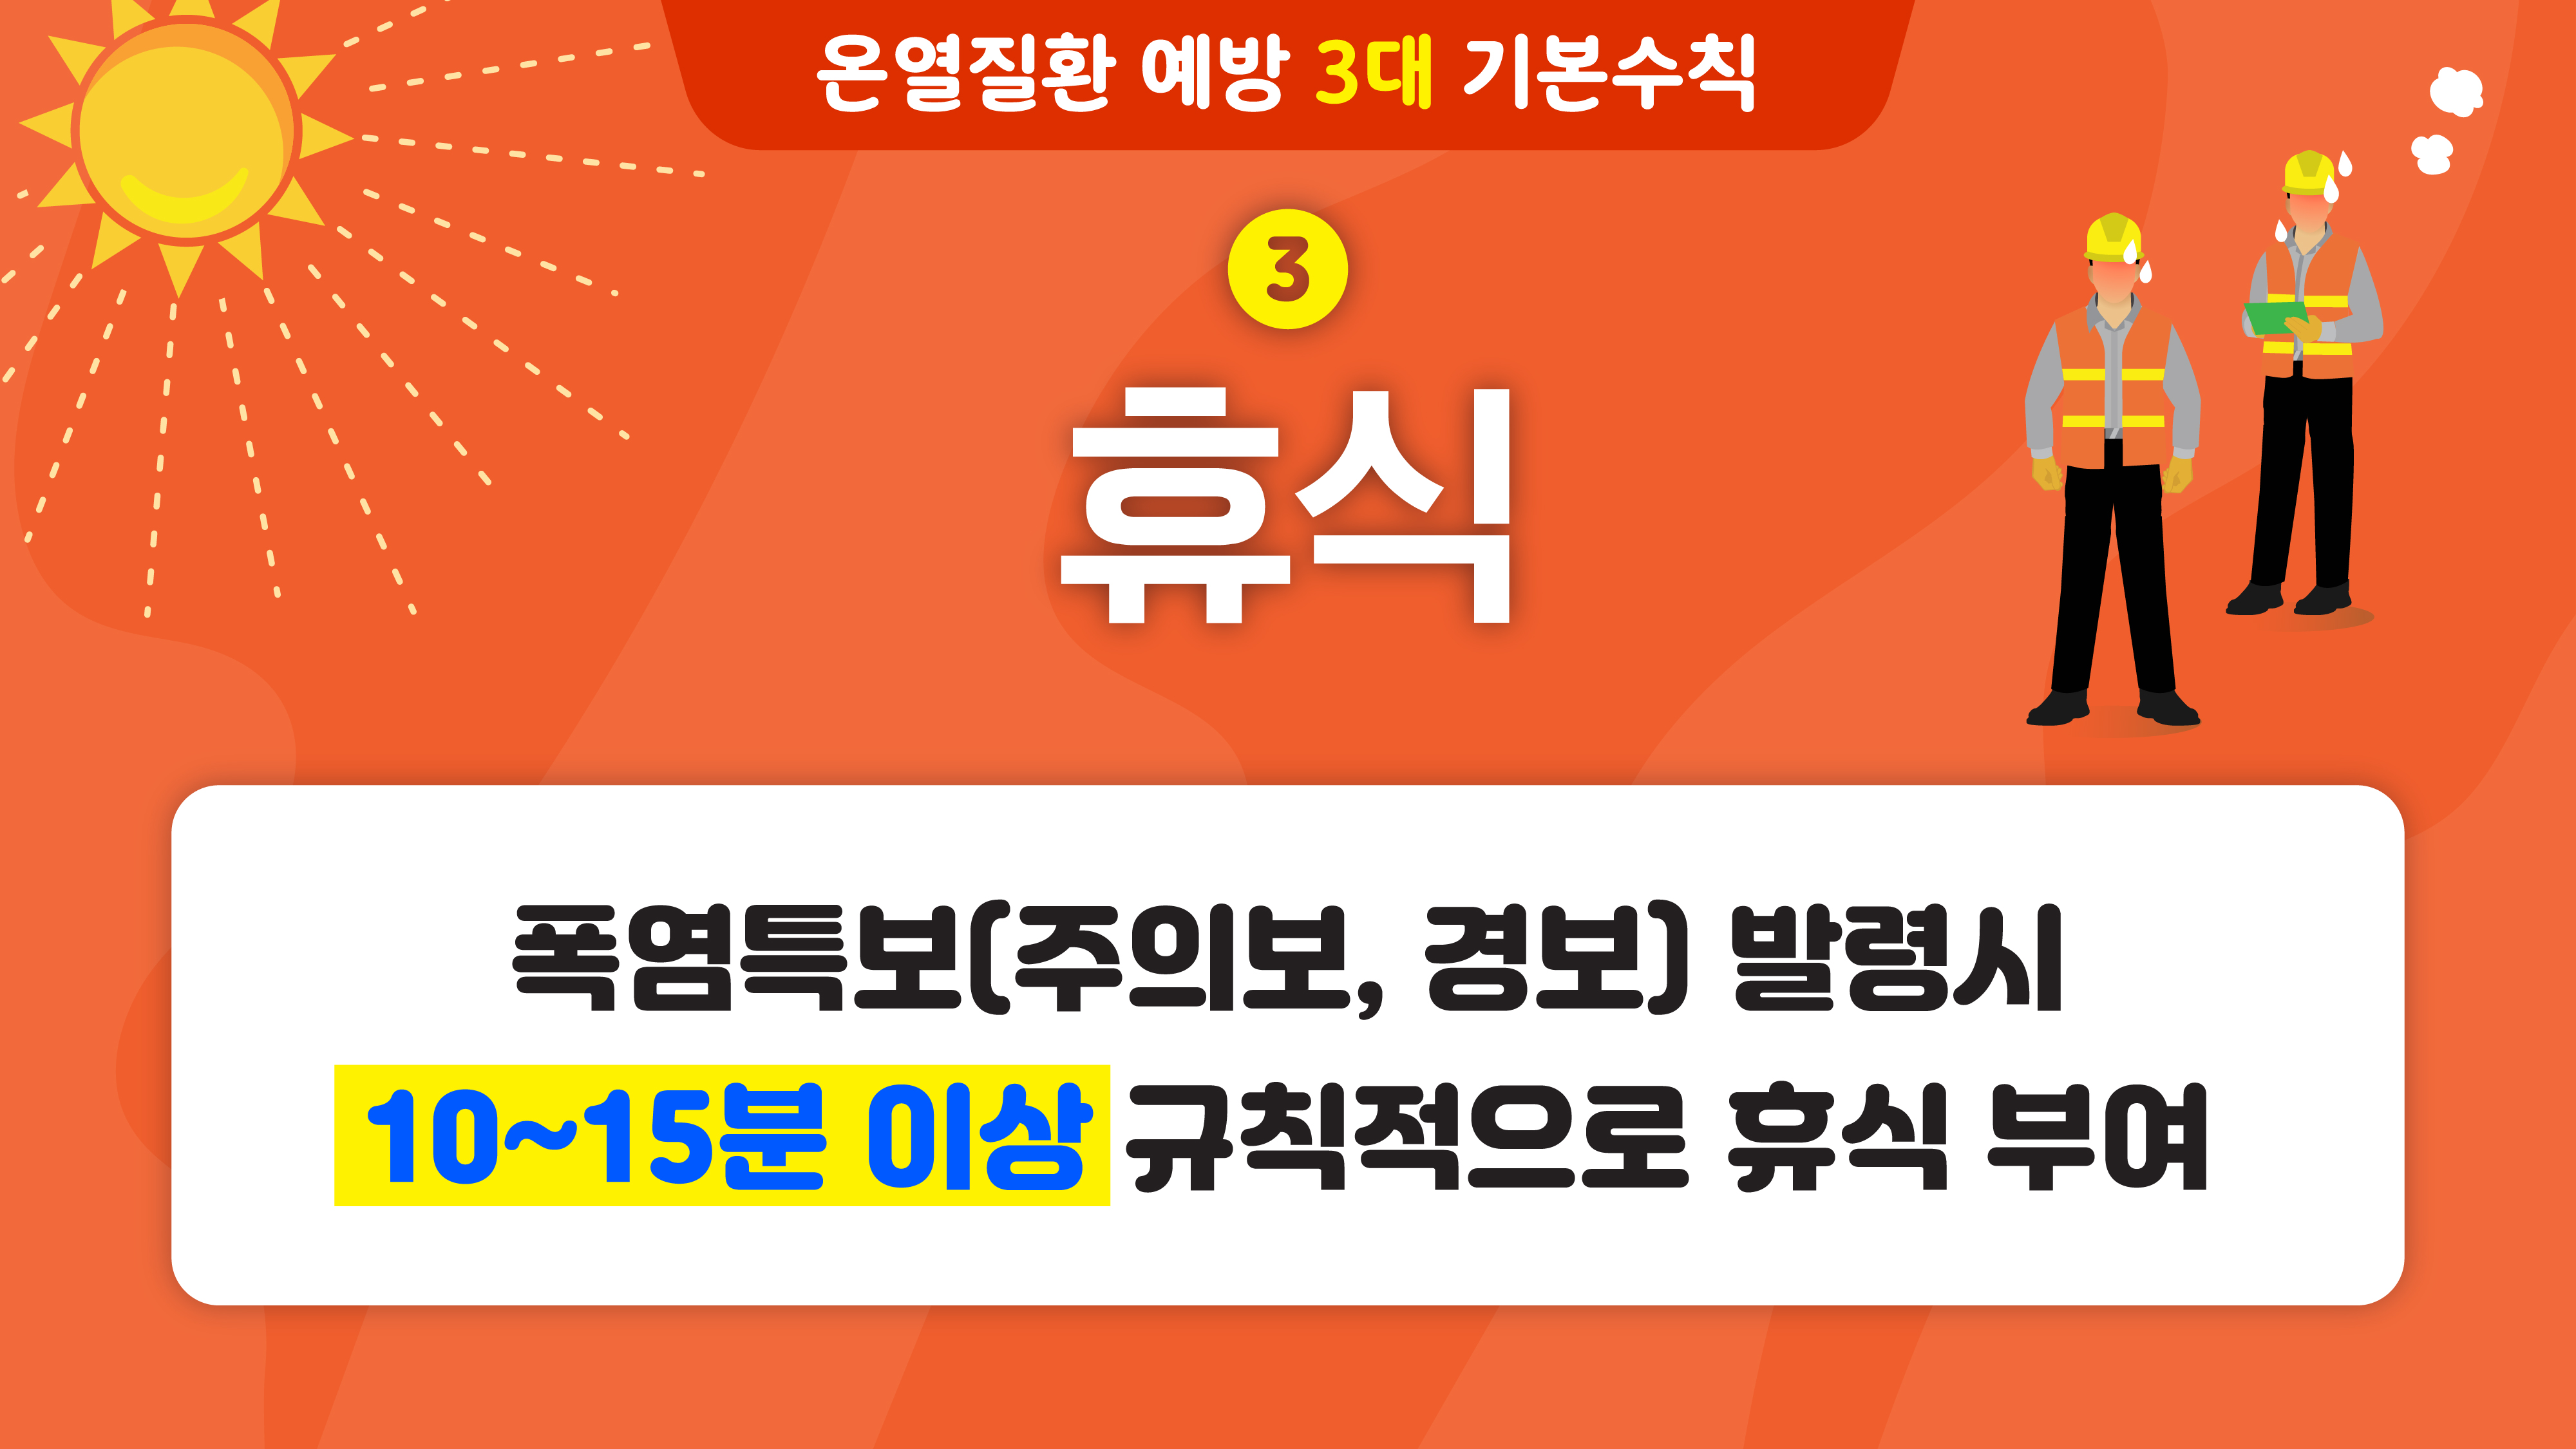 온열질환 예방 3대 기본수칙
3
휴식
폭염특보(주의보, 경보) 발령시
10~15분 이상 규칙적으로 휴식 부여